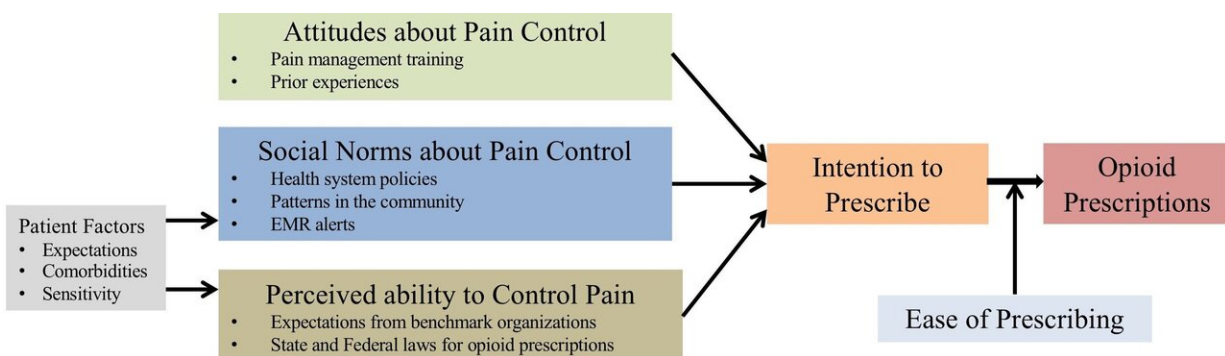 Attitudes about Pain Control
• Pain management training
• Prior experiences
Social Norms about Pain Control
• Health system policies
• Patterns in the community
• EMR alerts
Patient Factors
• Expectations
• Comorbidities
• Sensitivity
Perceived ability to Control Pain
• Expectations from benchmark organizations
• State and Federal laws for opioid prescriptions
Intention to
Prescribe
Opioid
Prescriptions
Ease of Prescribing